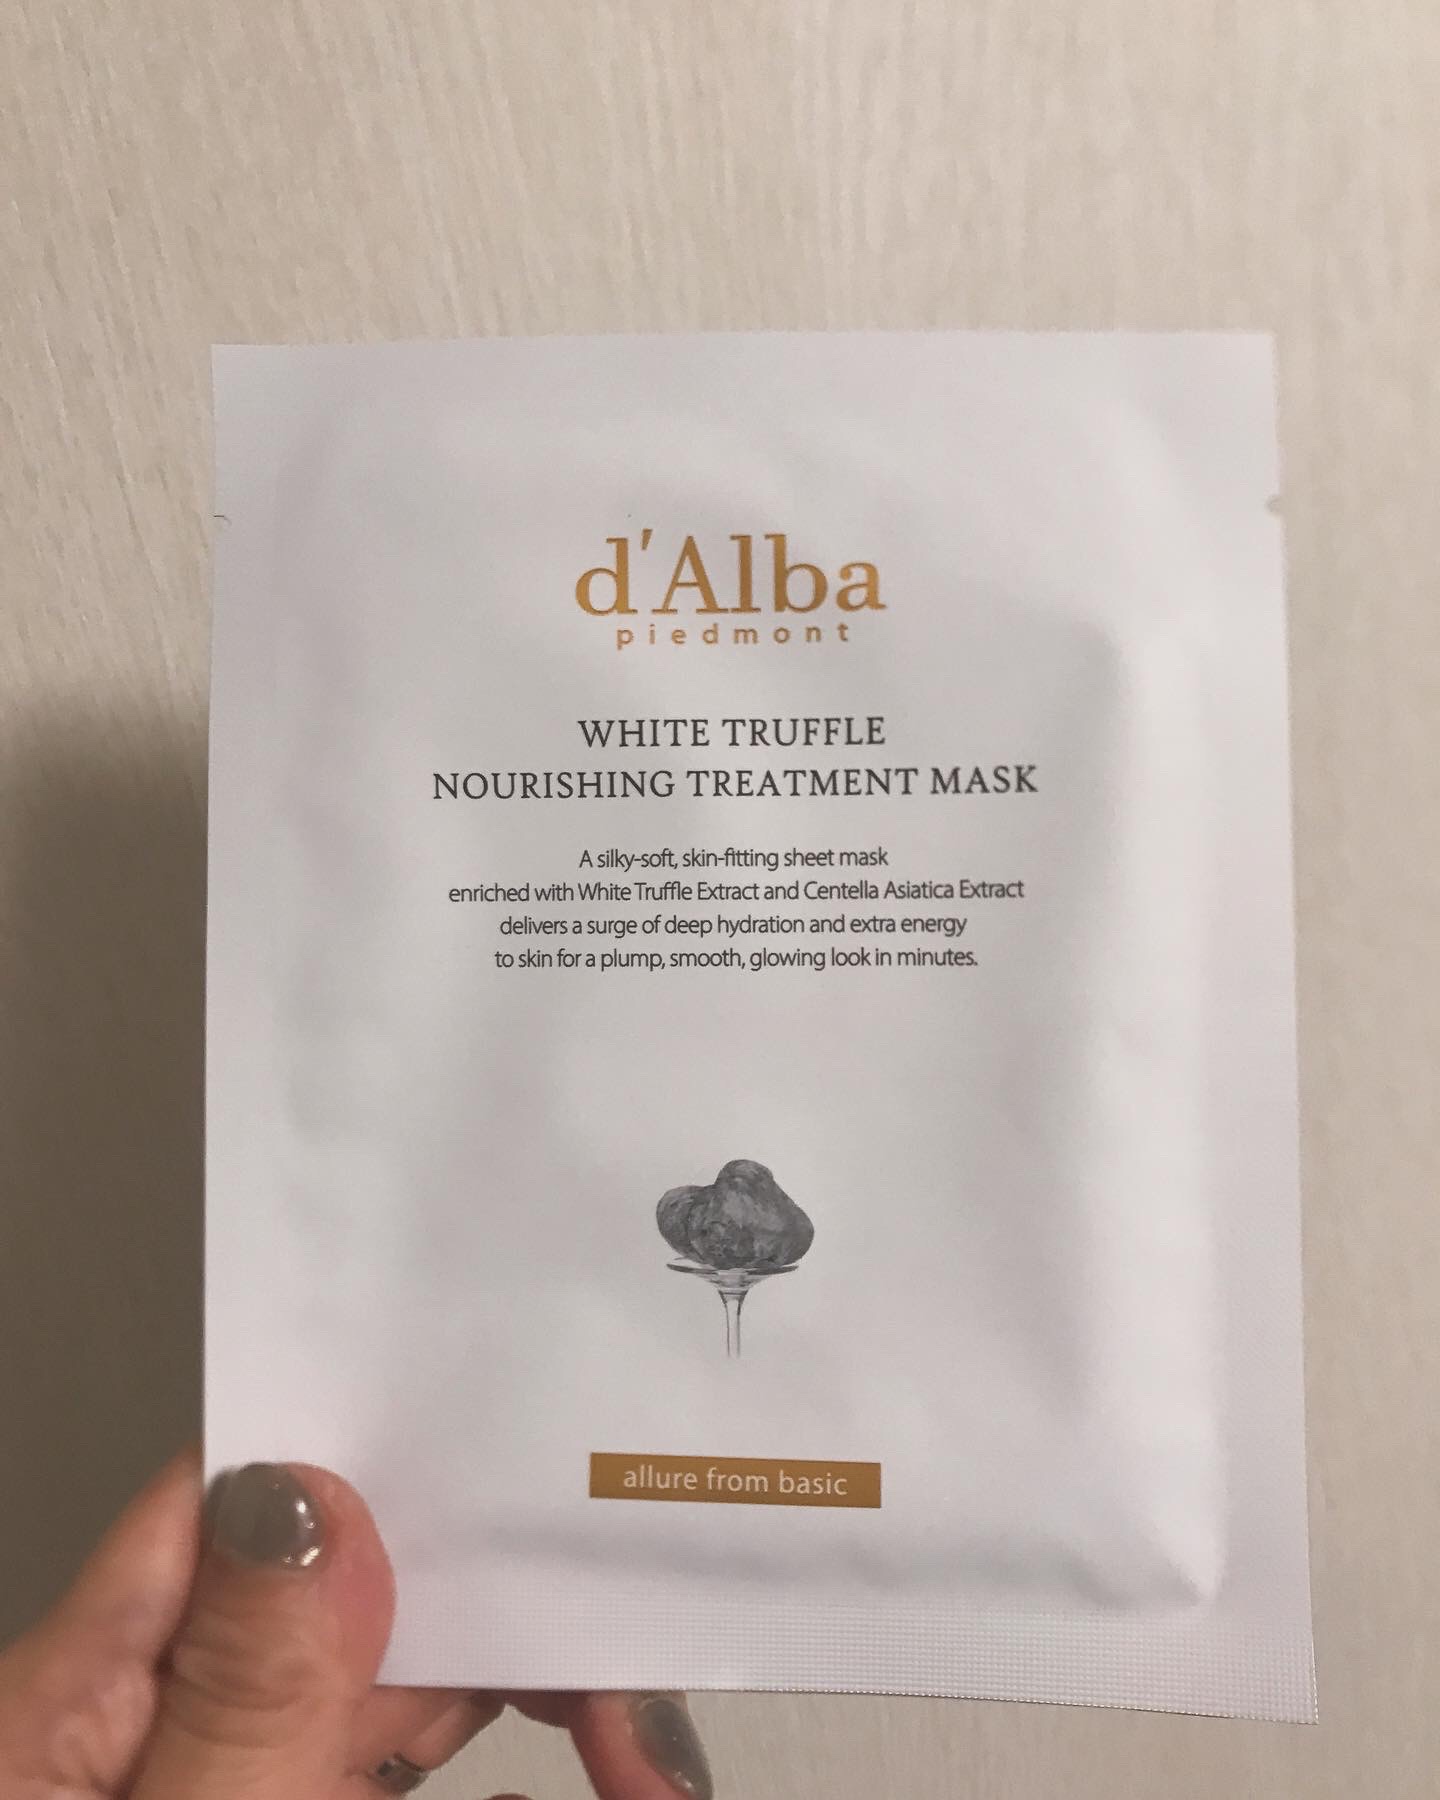 d'Alba
piedmont
WHITE TRUFFLE
NOURISHING TREATMENT MASK
A silky-soft, skin-fitting sheet mask
enriched with White Truffle Extract and Centella Asiatica Extract
delivers a surge of deep hydration and extra energy
to skin for a plump, smooth, glowing look in minutes.
allure from basic